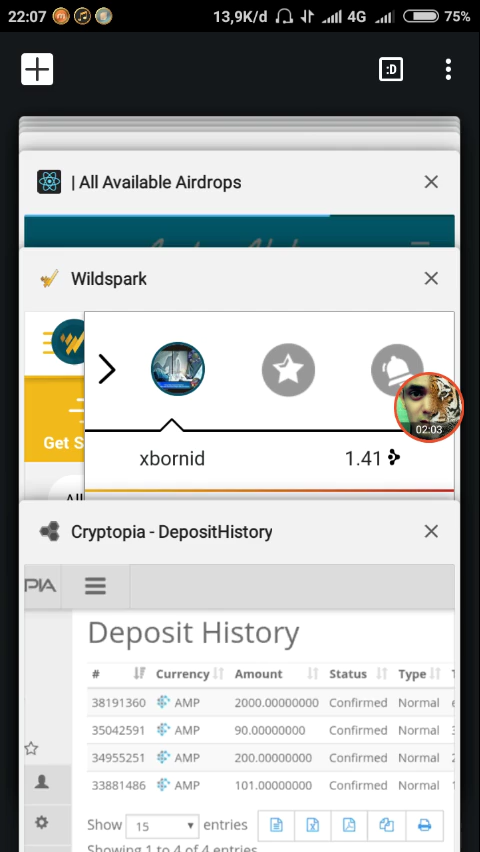 22:07 13,9K/d 4G 75%
:D
| All Available Airdrops
Wildspark
Get S
02:03
xbornid 1.41
All
Cryptopia - DepositHistory
PIA
Deposit History
# Currency Amount Status Type
38191360 AMP 2000.00000000 Confirmed Normal
35042591 AMP 90.00000000 Confirmed Normal
34955251 AMP 200.00000000 Confirmed Normal
33881486 AMP 101.00000000 Confirmed Normal
Show 15 entries
Showing 1 to 4 of 4 entries